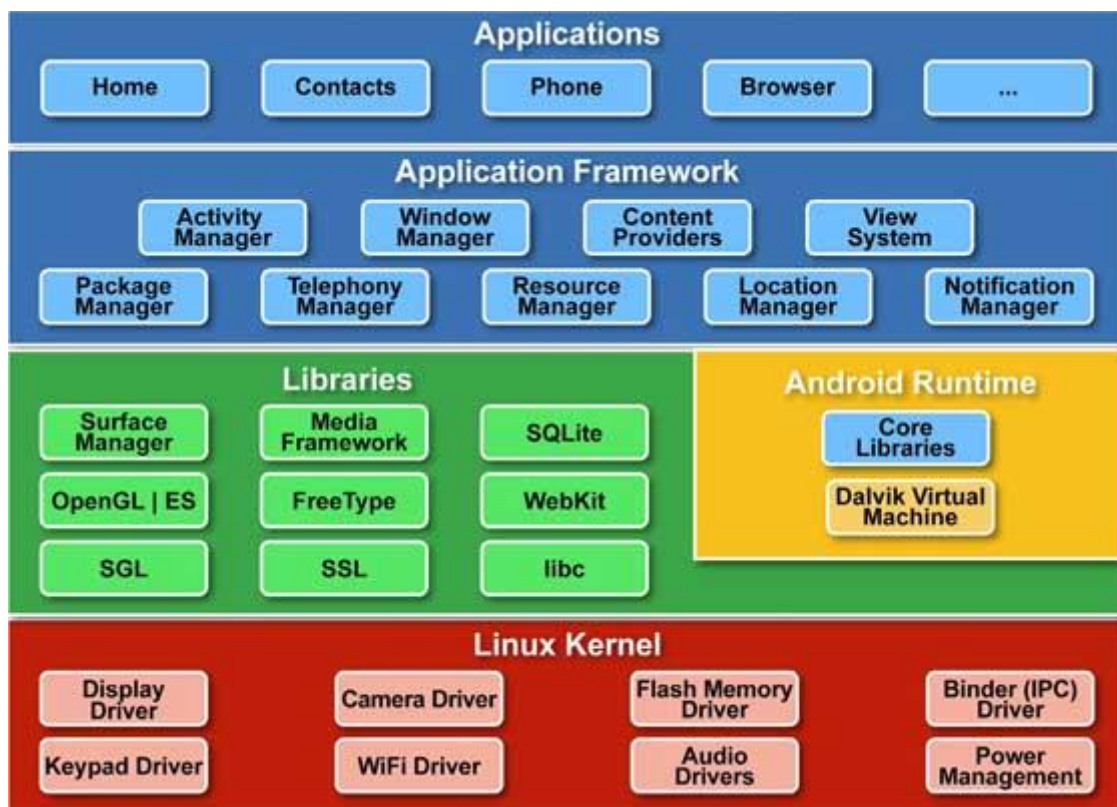 Applications
Home
Contacts
Phone
Browser
...
Application Framework
Activity
Manager
Window
Manager
Content
Providers
View
System
Package
Manager
Telephony
Manager
Resource
Manager
Location
Manager
Notification
Manager
Libraries
Surface
Manager
Media
Framework
SQLite
OpenGL | ES
FreeType
WebKit
SGL
SSL
libc
Android Runtime
Core
Libraries
Dalvik Virtual
Machine
Linux Kernel
Display
Driver
Camera Driver
Flash Memory
Driver
Binder (IPC)
Driver
Keypad Driver
WiFi Driver
Audio
Drivers
Power
Management